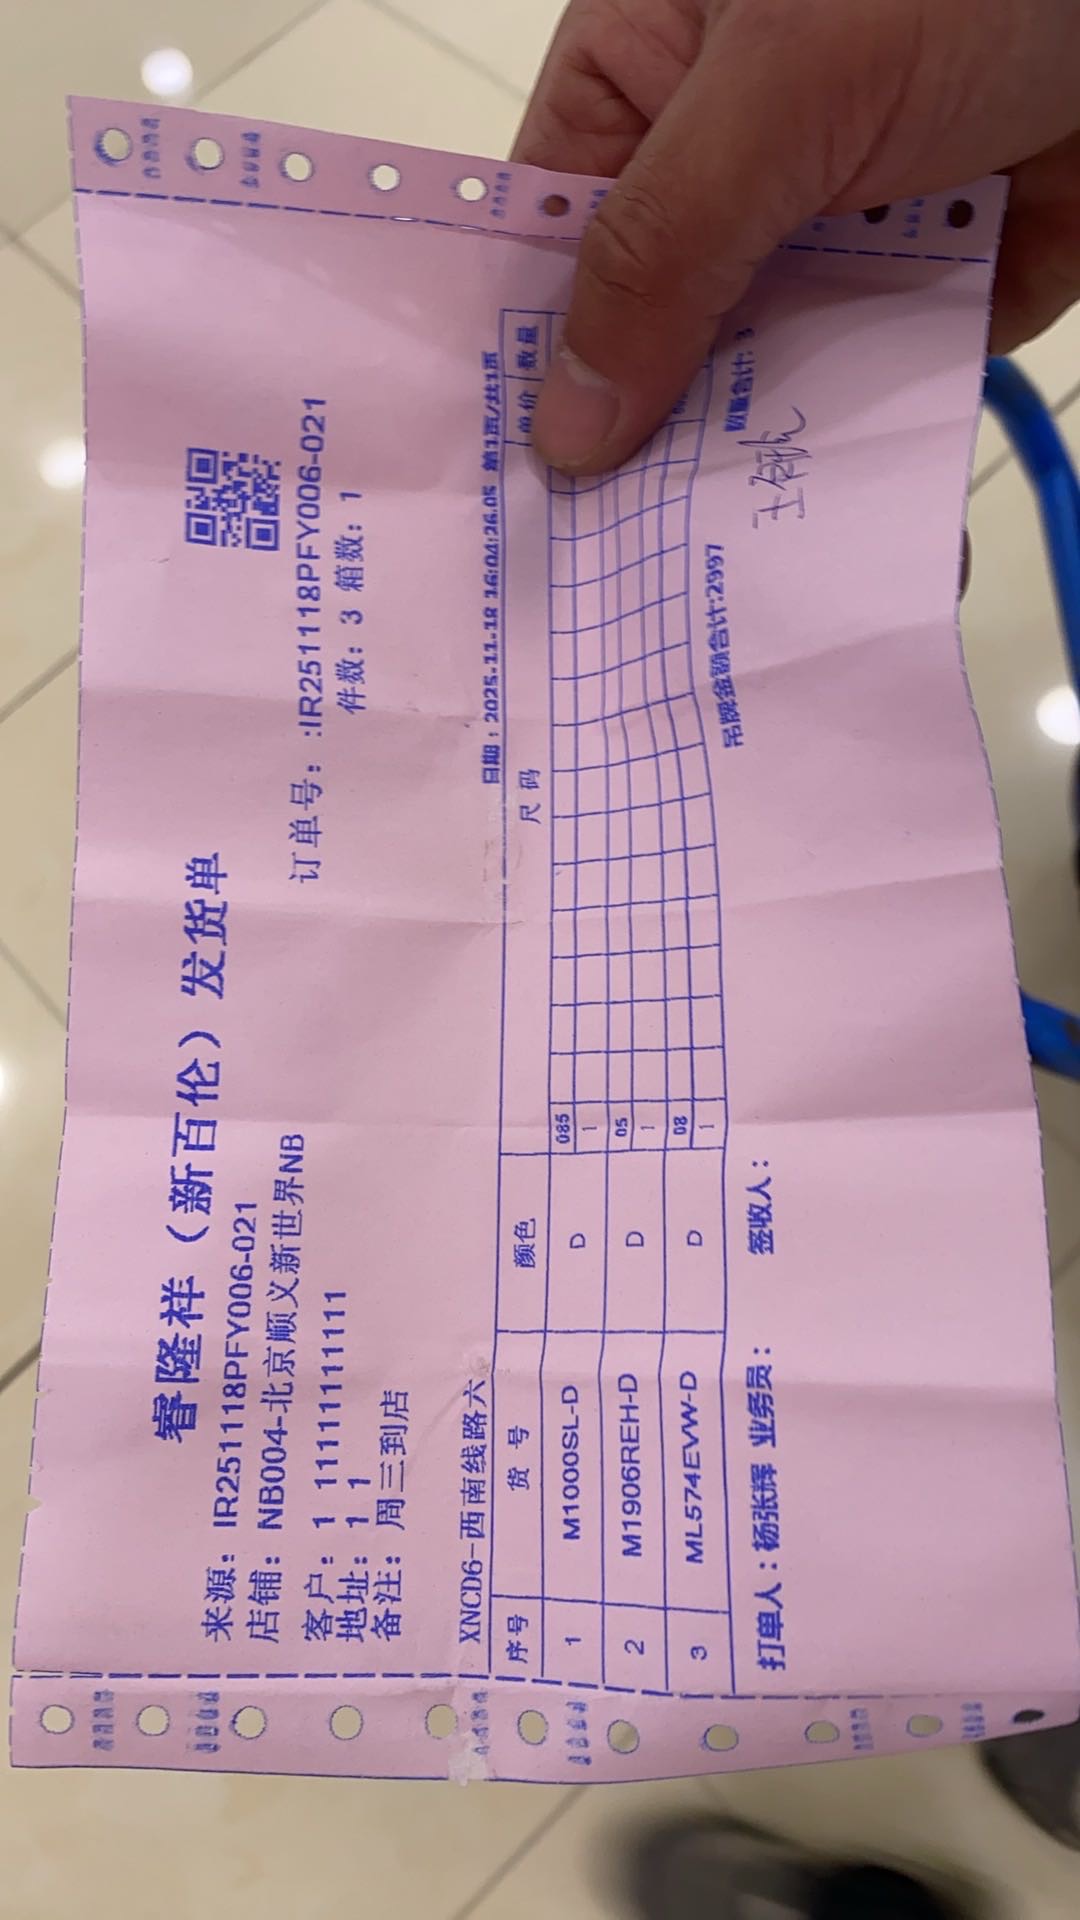 睿隆祥（新百伦）发货单
来源：IR251118PFY006-021
店铺：NB004-北京顺义新世界NB
订单号：:IR251118PFY006-021
客户：1 11111111111
件数：3 箱数：1
地址：1 1
备注：周三到店
XNCD6-西南线路六
日期：2025-11-18 16:04:26.05 第1页/共1页
序号 货号 颜色 尺码 单价 数量
085
1 M1000SL-D D 1
05
2 M1906REH-D D 1
08
3 ML574EVW-D D 1
吊牌金额合计:2997 数量合计: 3
打单人：杨张辉 业务员： 签收人：